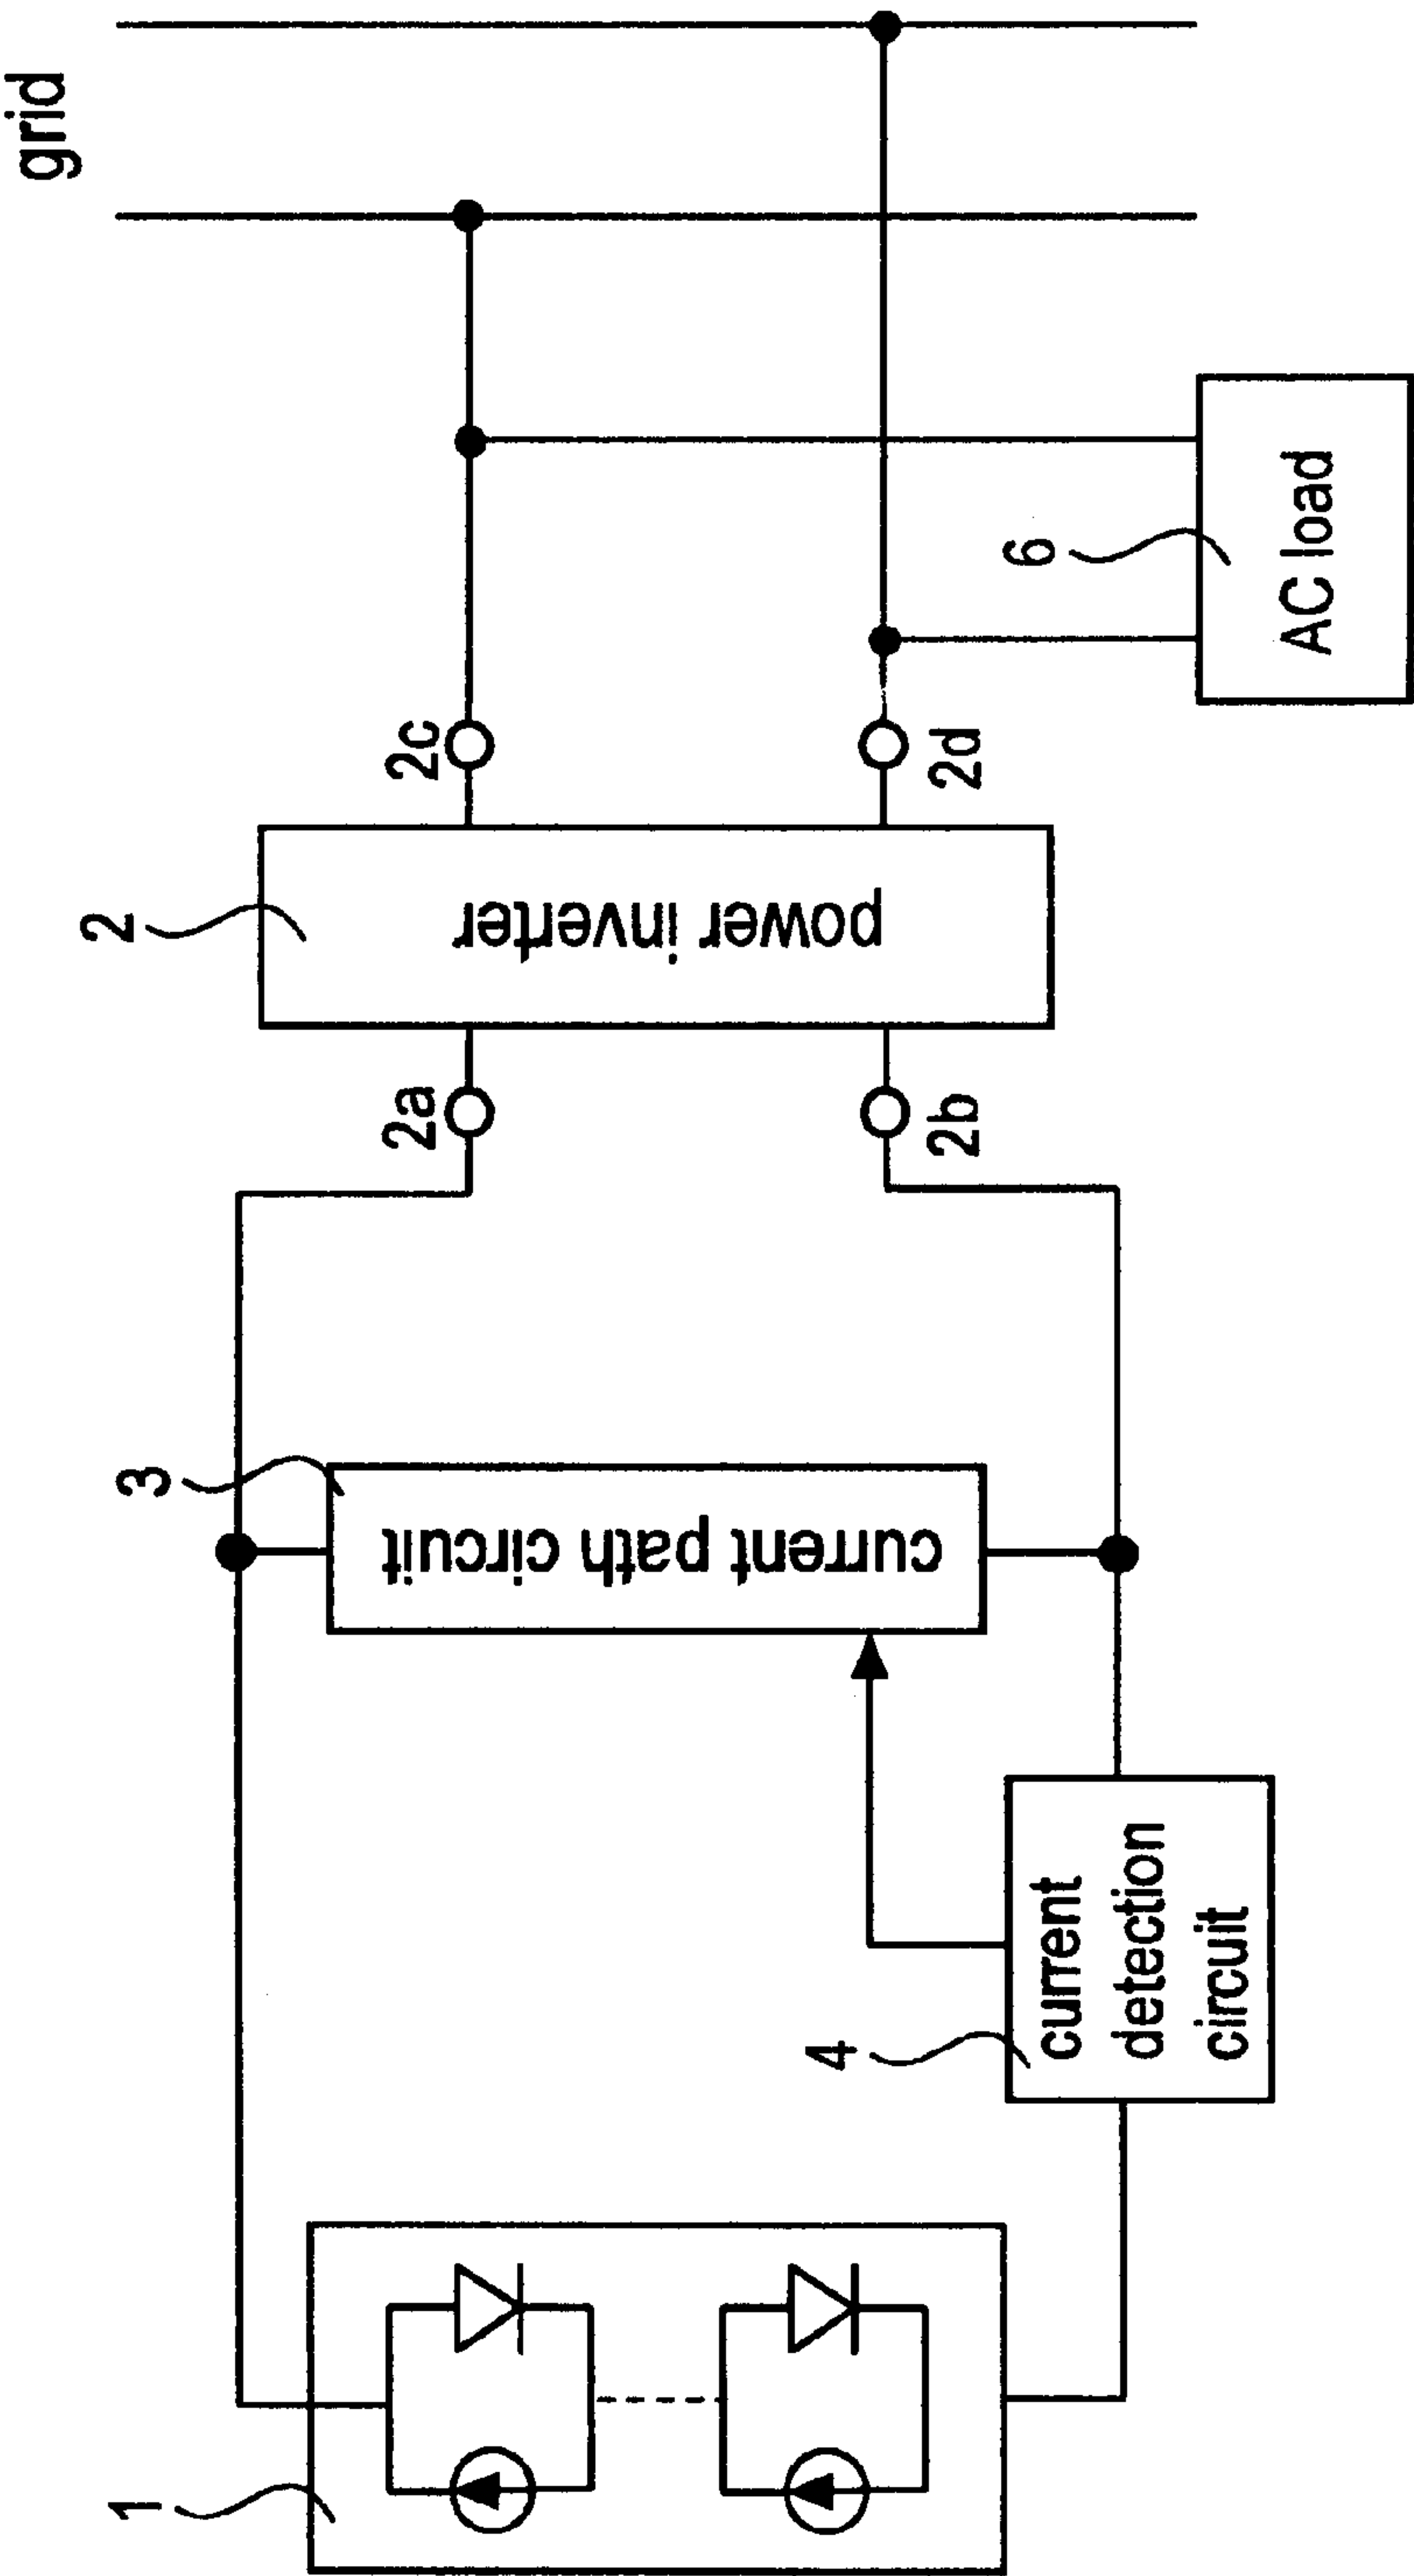 grid
2
2c
2d
power inverter
6
AC load
2a
2b
3
current path circuit
4
current
detection
circuit
1